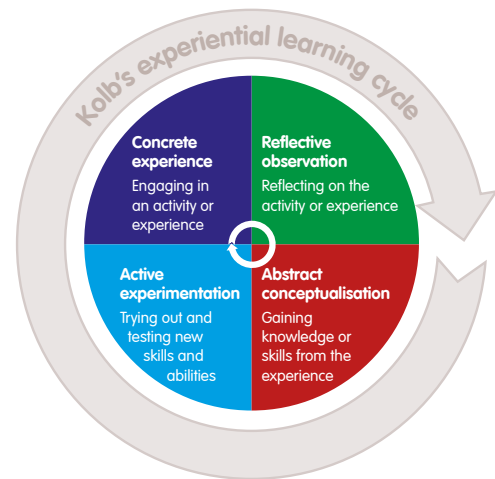 Kolb's experiential learning cycle
Concrete
experience
Engaging in
an activity or
experience
Reflective
observation
Reflecting on the
activity or experience
Active
experimentation
Trying out and
testing new
skills and
abilities
Abstract
conceptualisation
Gaining
knowledge or
skills from the
experience